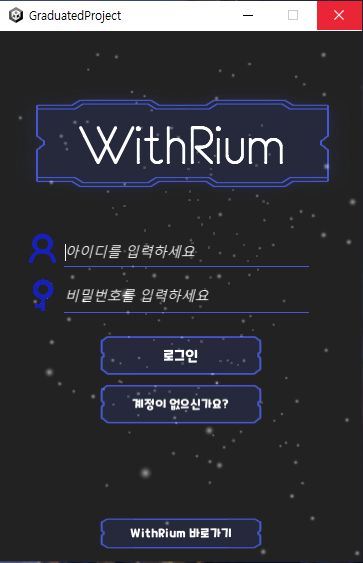 GraduatedProject
WithRium
아이디를 입력하세요
비밀번호를 입력하세요
로그인
계정이 없으신가요?
WithRium 바로가기